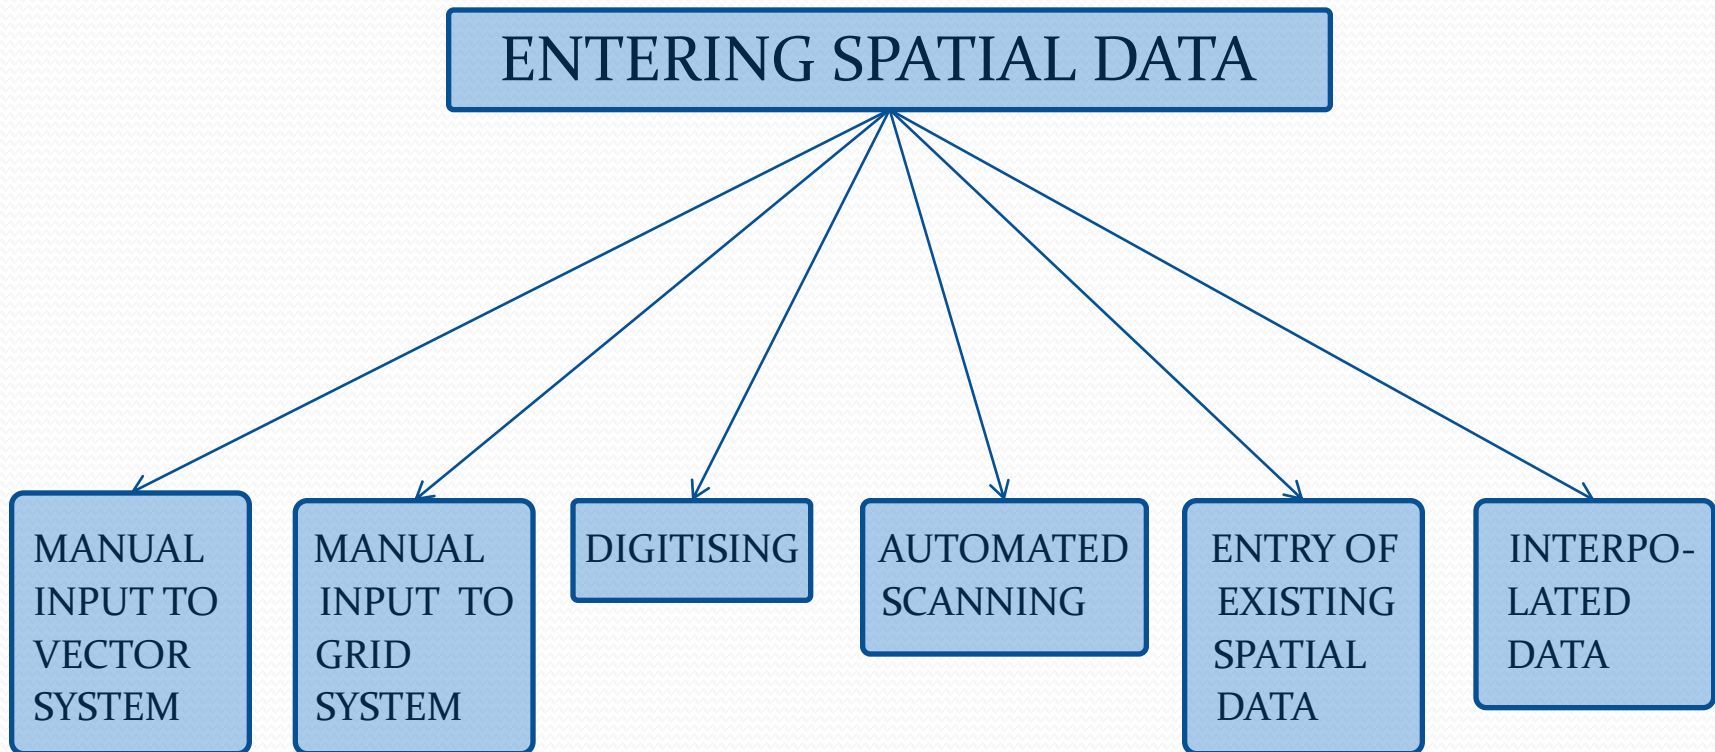 ENTERING SPATIAL DATA
MANUAL
INPUT TO
VECTOR
SYSTEM
MANUAL
INPUT TO
GRID
SYSTEM
DIGITISING
AUTOMATED
SCANNING
ENTRY OF
EXISTING
SPATIAL
DATA
INTERPO-
LATED
DATA